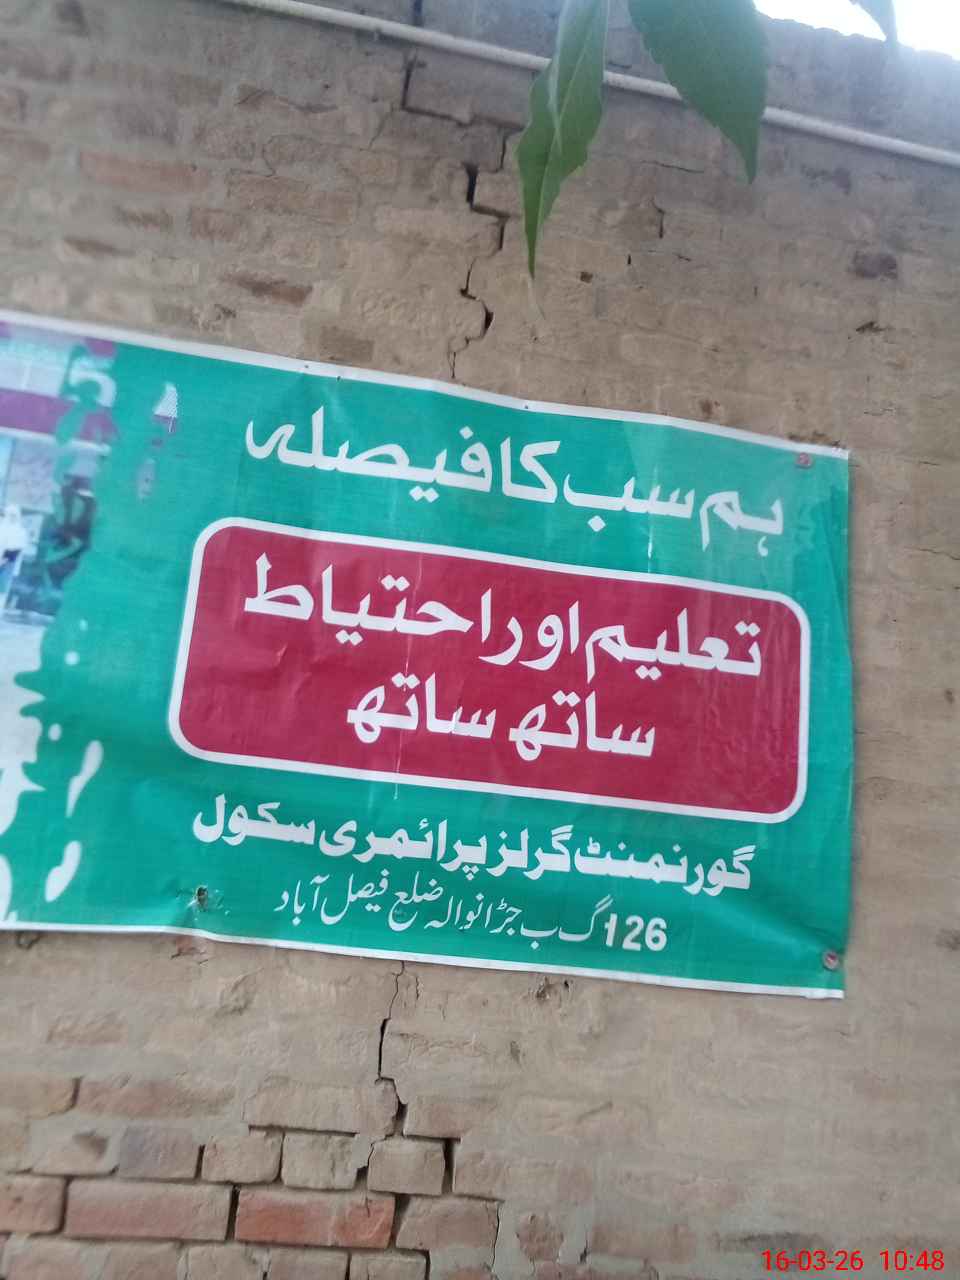 ہم سب کا فیصلہ
تعلیم اور احتیاط
ساتھ ساتھ
گورنمنٹ گرلز پرائمری سکول
126 گ ب جڑانوالہ ضلع فیصل آباد
16-03-26 10:48